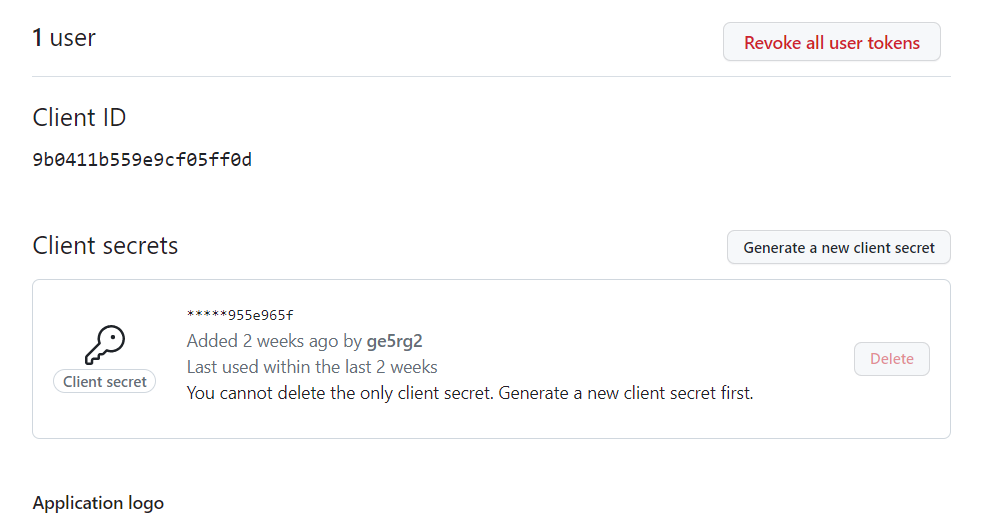 1 user
Revoke all user tokens
Client ID
9b0411b559e9cf05ff0d
Client secrets
Generate a new client secret
*****955e965f
Added 2 weeks ago by ge5rg2
Last used within the last 2 weeks
You cannot delete the only client secret. Generate a new client secret first.
Client secret
Delete
Application logo